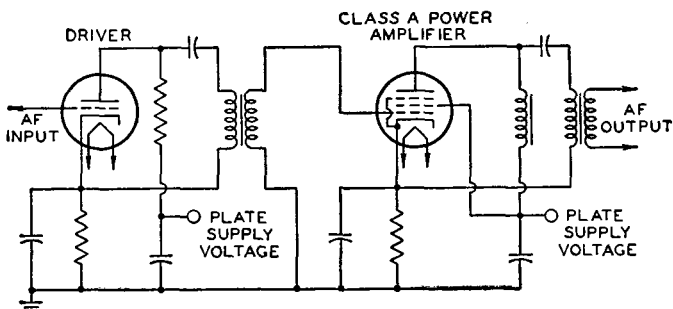 DRIVER
CLASS A POWER
AMPLIFIER
AF
INPUT
AF
OUTPUT
PLATE
SUPPLY
VOLTAGE
PLATE
SUPPLY
VOLTAGE